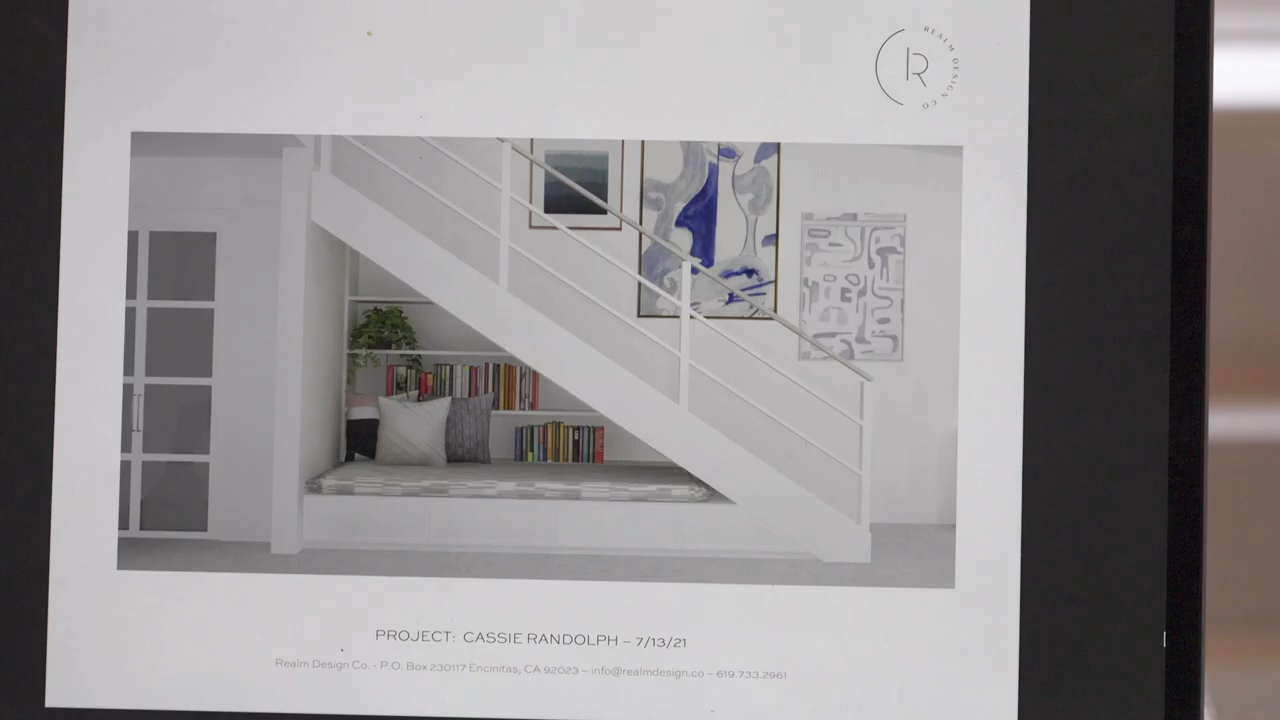 REALM DESIGN CO
R
PROJECT: CASSIE RANDOLPH – 7/13/21
Realm Design Co. - P.O. Box 230117 Encinitas, CA 92023 – info@realmdesign.co – 619.733.2961